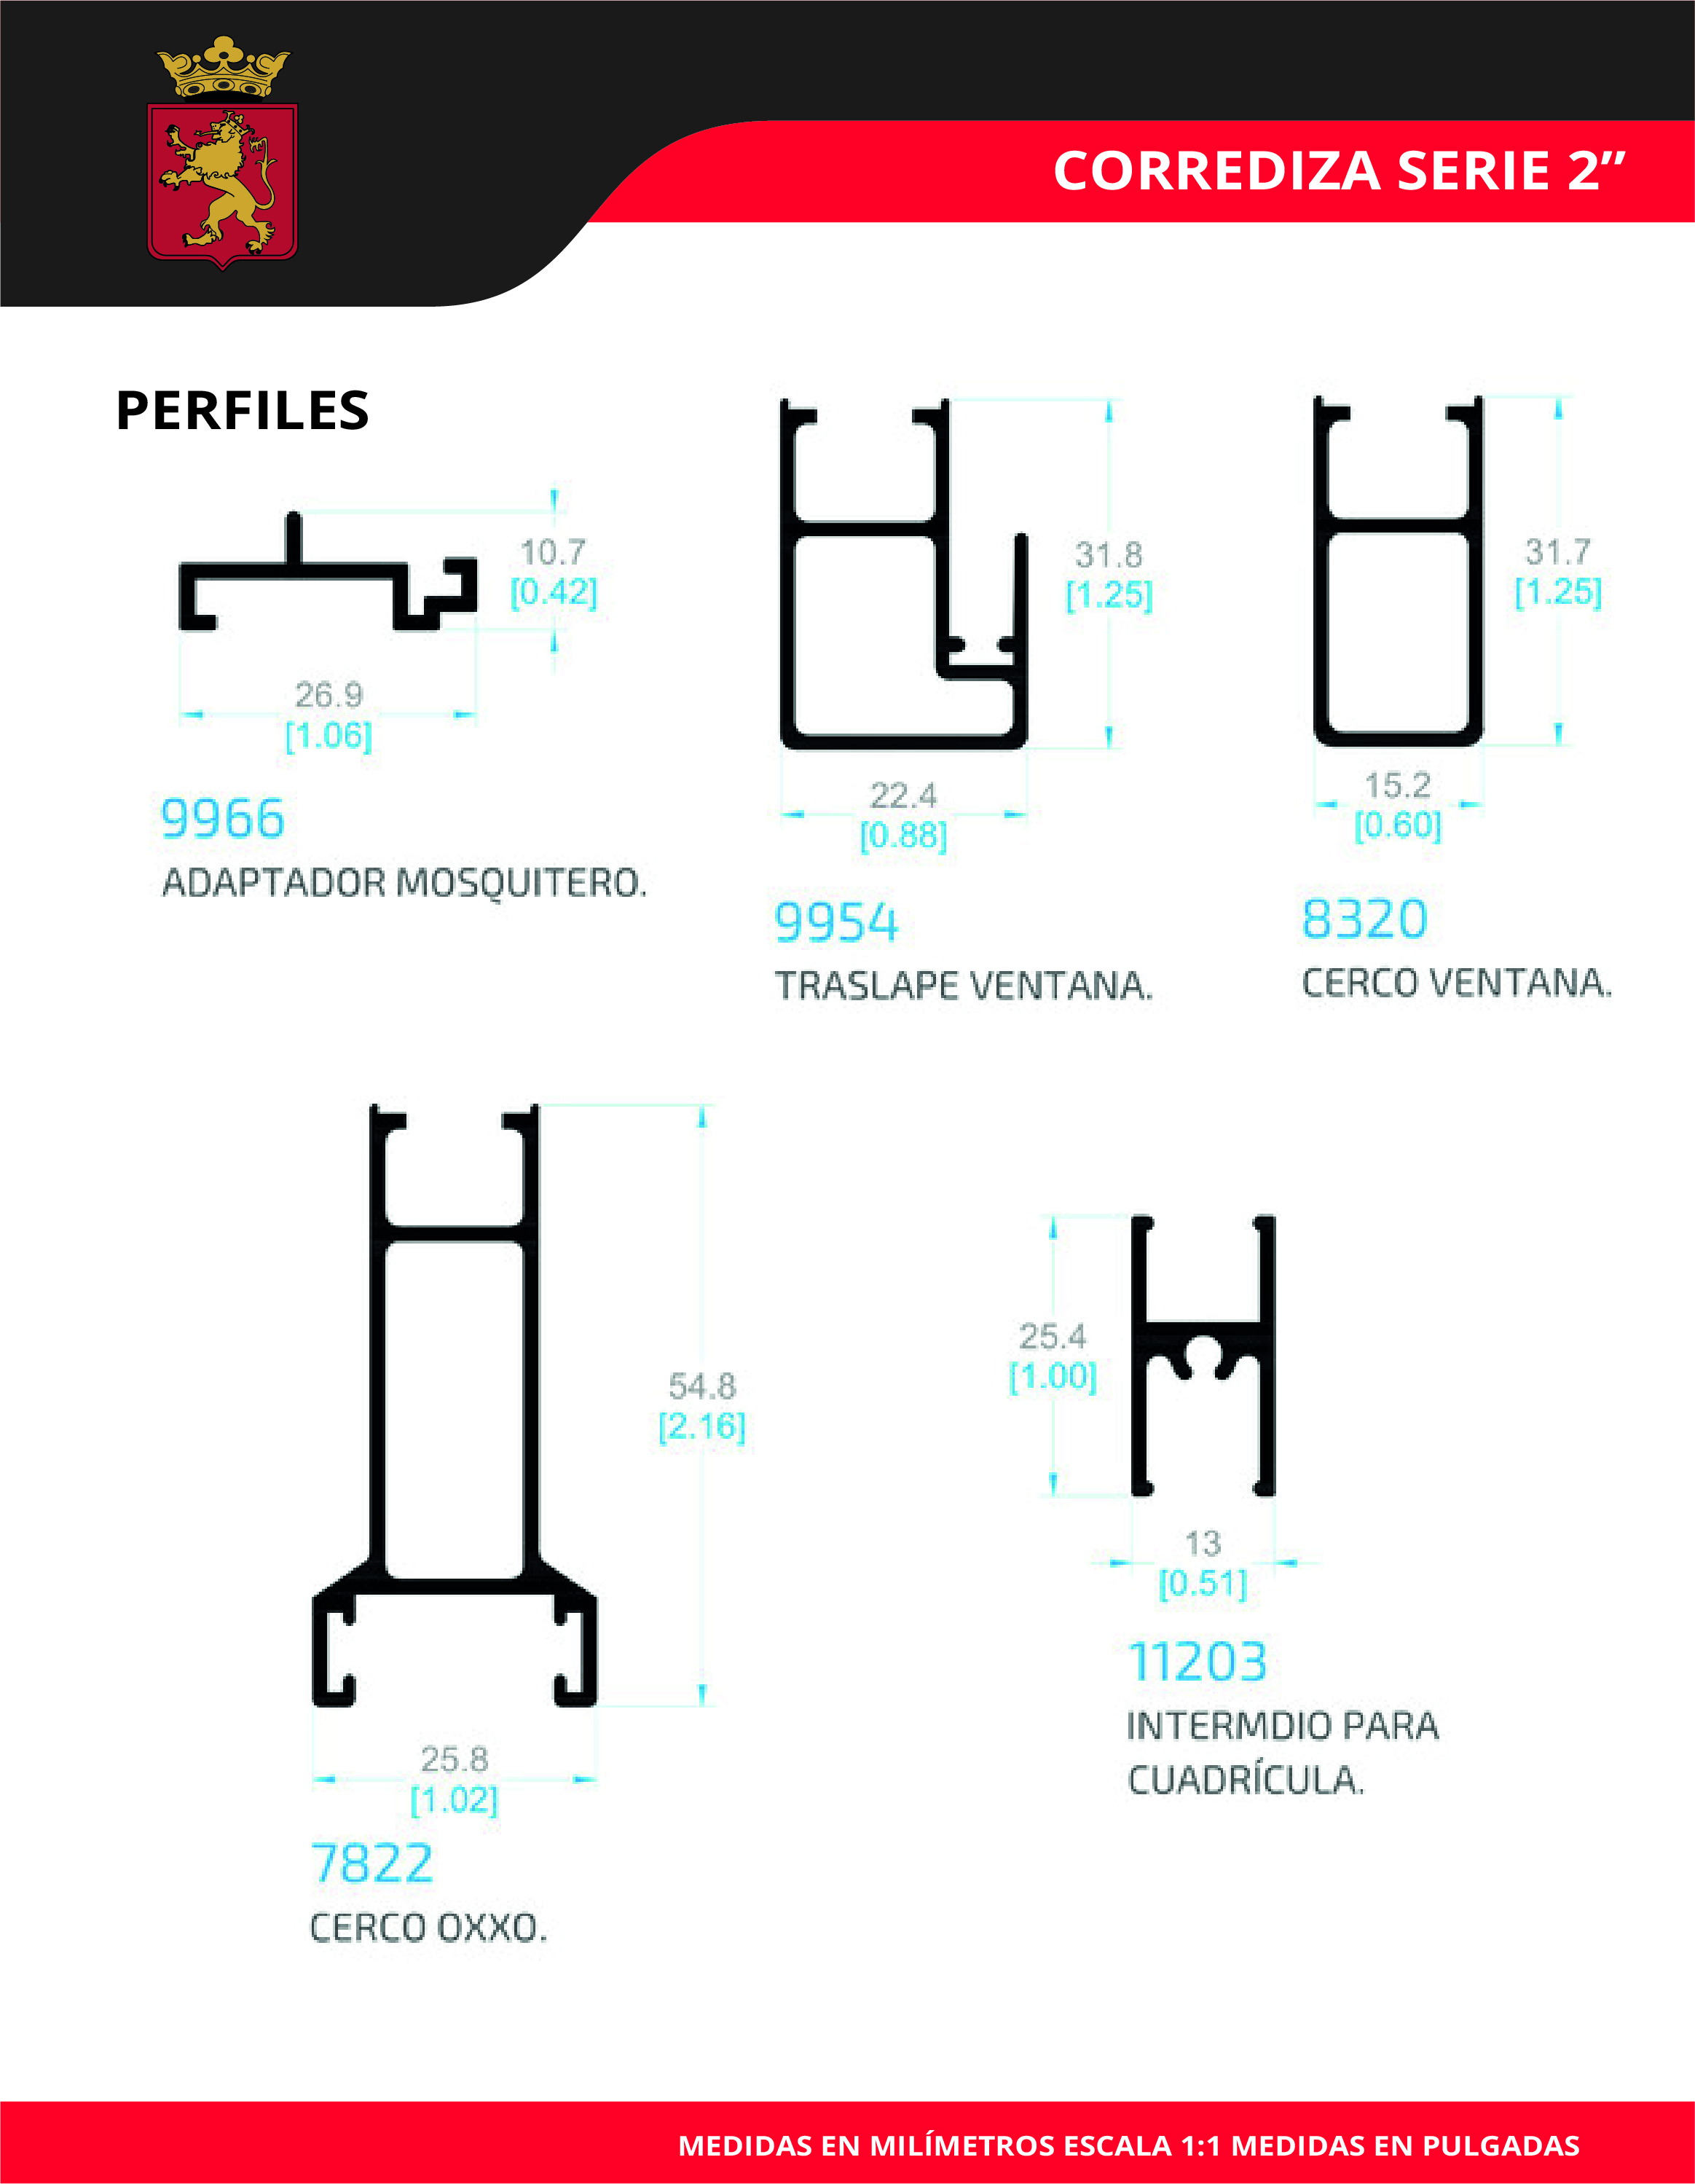 CORREDIZA SERIE 2”
PERFILES
10.7
[0.42]
26.9
[1.06]
9966
ADAPTADOR MOSQUITERO.
31.8
[1.25]
22.4
[0.88]
9954
TRASLAPE VENTANA.
31.7
[1.25]
15.2
[0.60]
8320
CERCO VENTANA.
54.8
[2.16]
25.8
[1.02]
7822
CERCO OXXO.
25.4
[1.00]
13
[0.51]
11203
INTERMDIO PARA
CUADRÍCULA.
MEDIDAS EN MILÍMETROS ESCALA 1:1 MEDIDAS EN PULGADAS